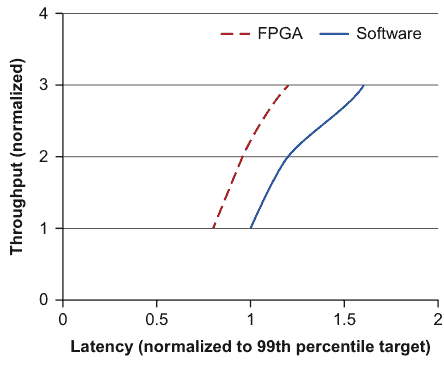 4
FPGA Software
3
2
1
0
Throughput (normalized)
0 0.5 1 1.5 2
Latency (normalized to 99th percentile target)